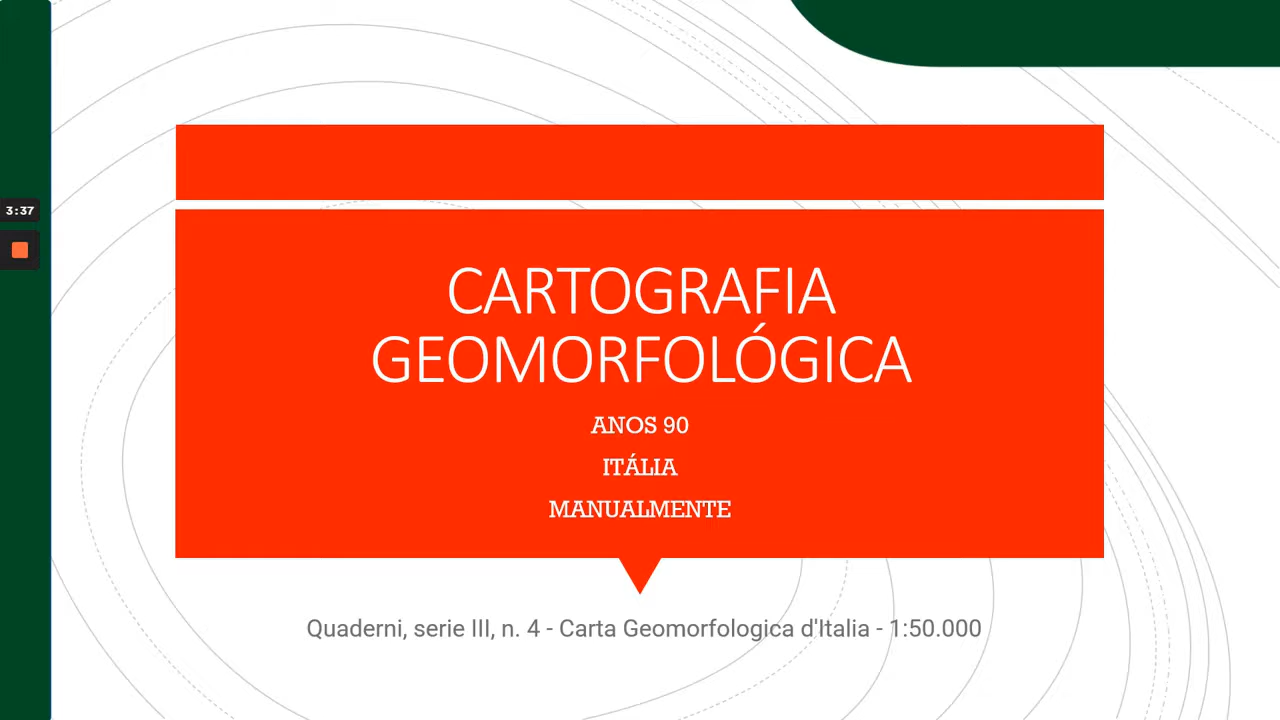 3:37
CARTOGRAFIA
GEOMORFOLÓGICA
ANOS 90
ITÁLIA
MANUALMENTE
Quaderni, serie III, n. 4 - Carta Geomorfologica d'Italia - 1:50.000